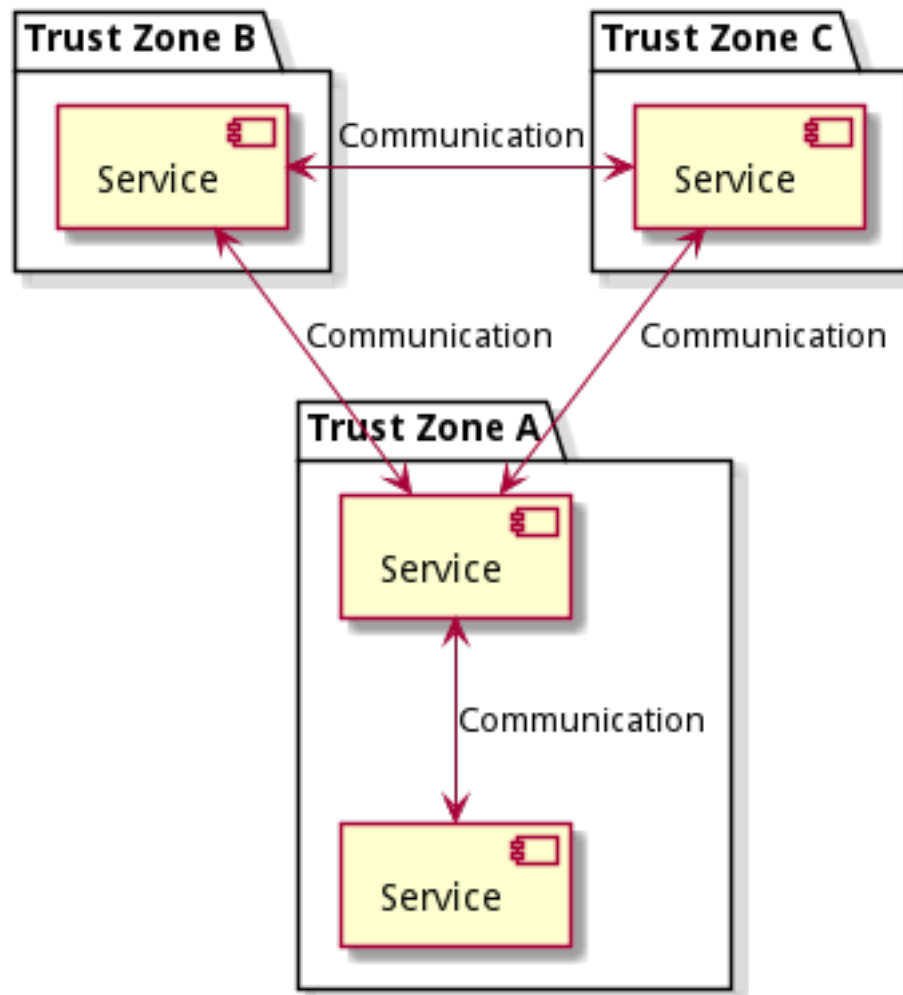 Trust Zone B
Trust Zone C
Communication
Service
Service
Communication
Communication
Trust Zone A
Service
Communication
Service